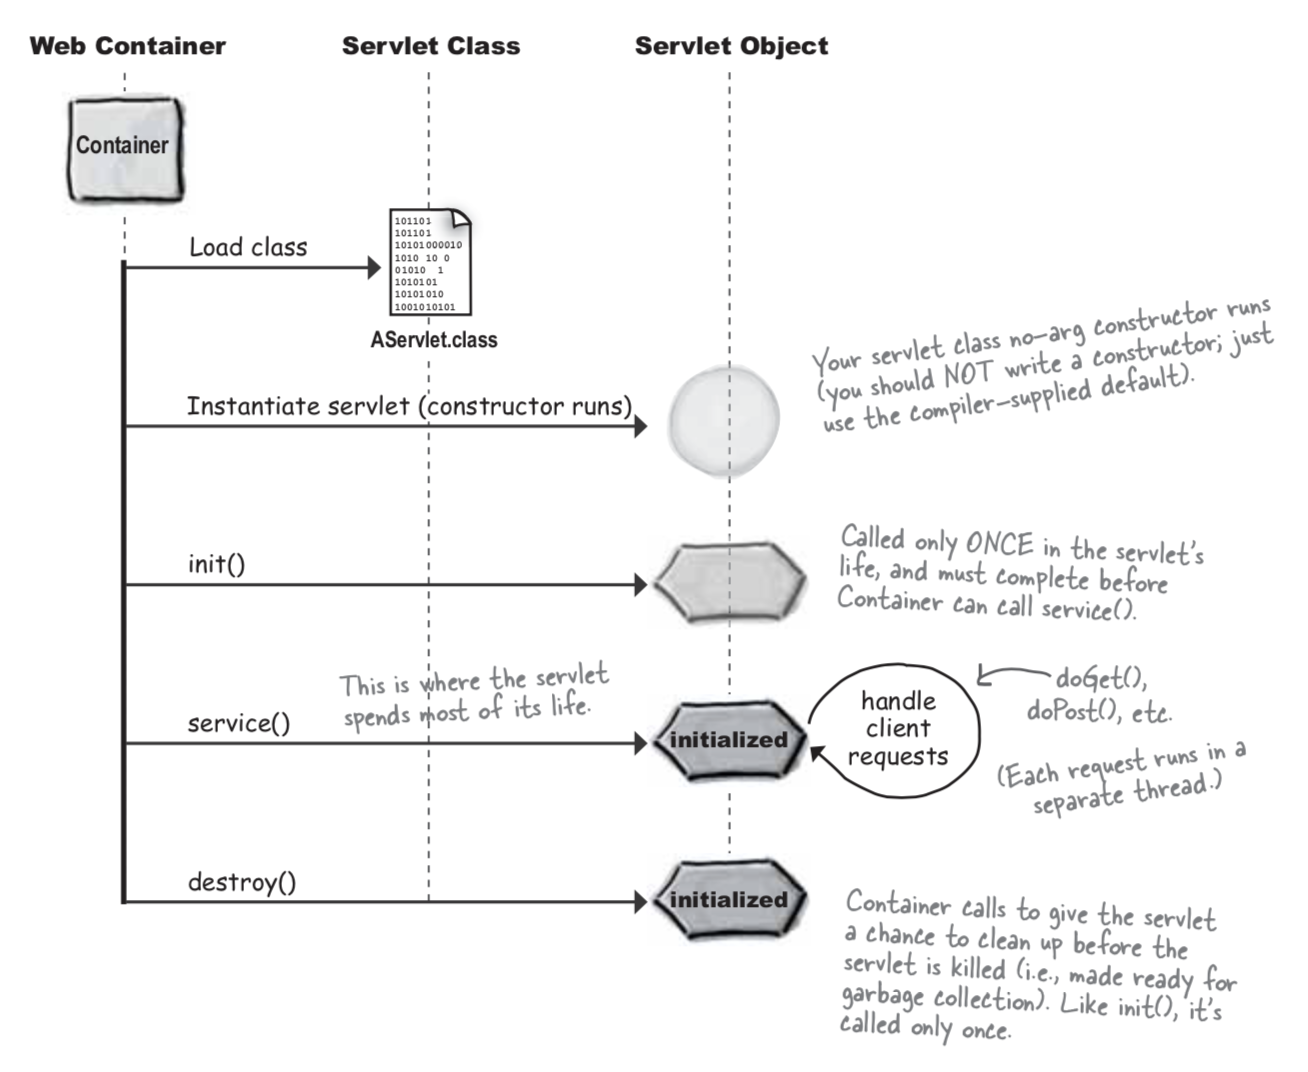 Web Container
Servlet Class
Servlet Object
Container
Load class
101101
101101
10101000010
1010 10 0
01010 1
1010101
10101010
1001010101
AServlet.class
Instantiate servlet (constructor runs)
Your servlet class no-arg constructor runs
(you should NOT write a constructor; just
use the compiler-supplied default).
init()
Called only ONCE in the servlet's
life, and must complete before
Container can call service().
This is where the servlet
spends most of its life.
service()
initialized
handle
client
requests
doGet(),
doPost(), etc.
(Each request runs in a
separate thread.)
destroy()
initialized
Container calls to give the servlet
a chance to clean up before the
servlet is killed (i.e., made ready for
garbage collection). Like init(), it's
called only once.